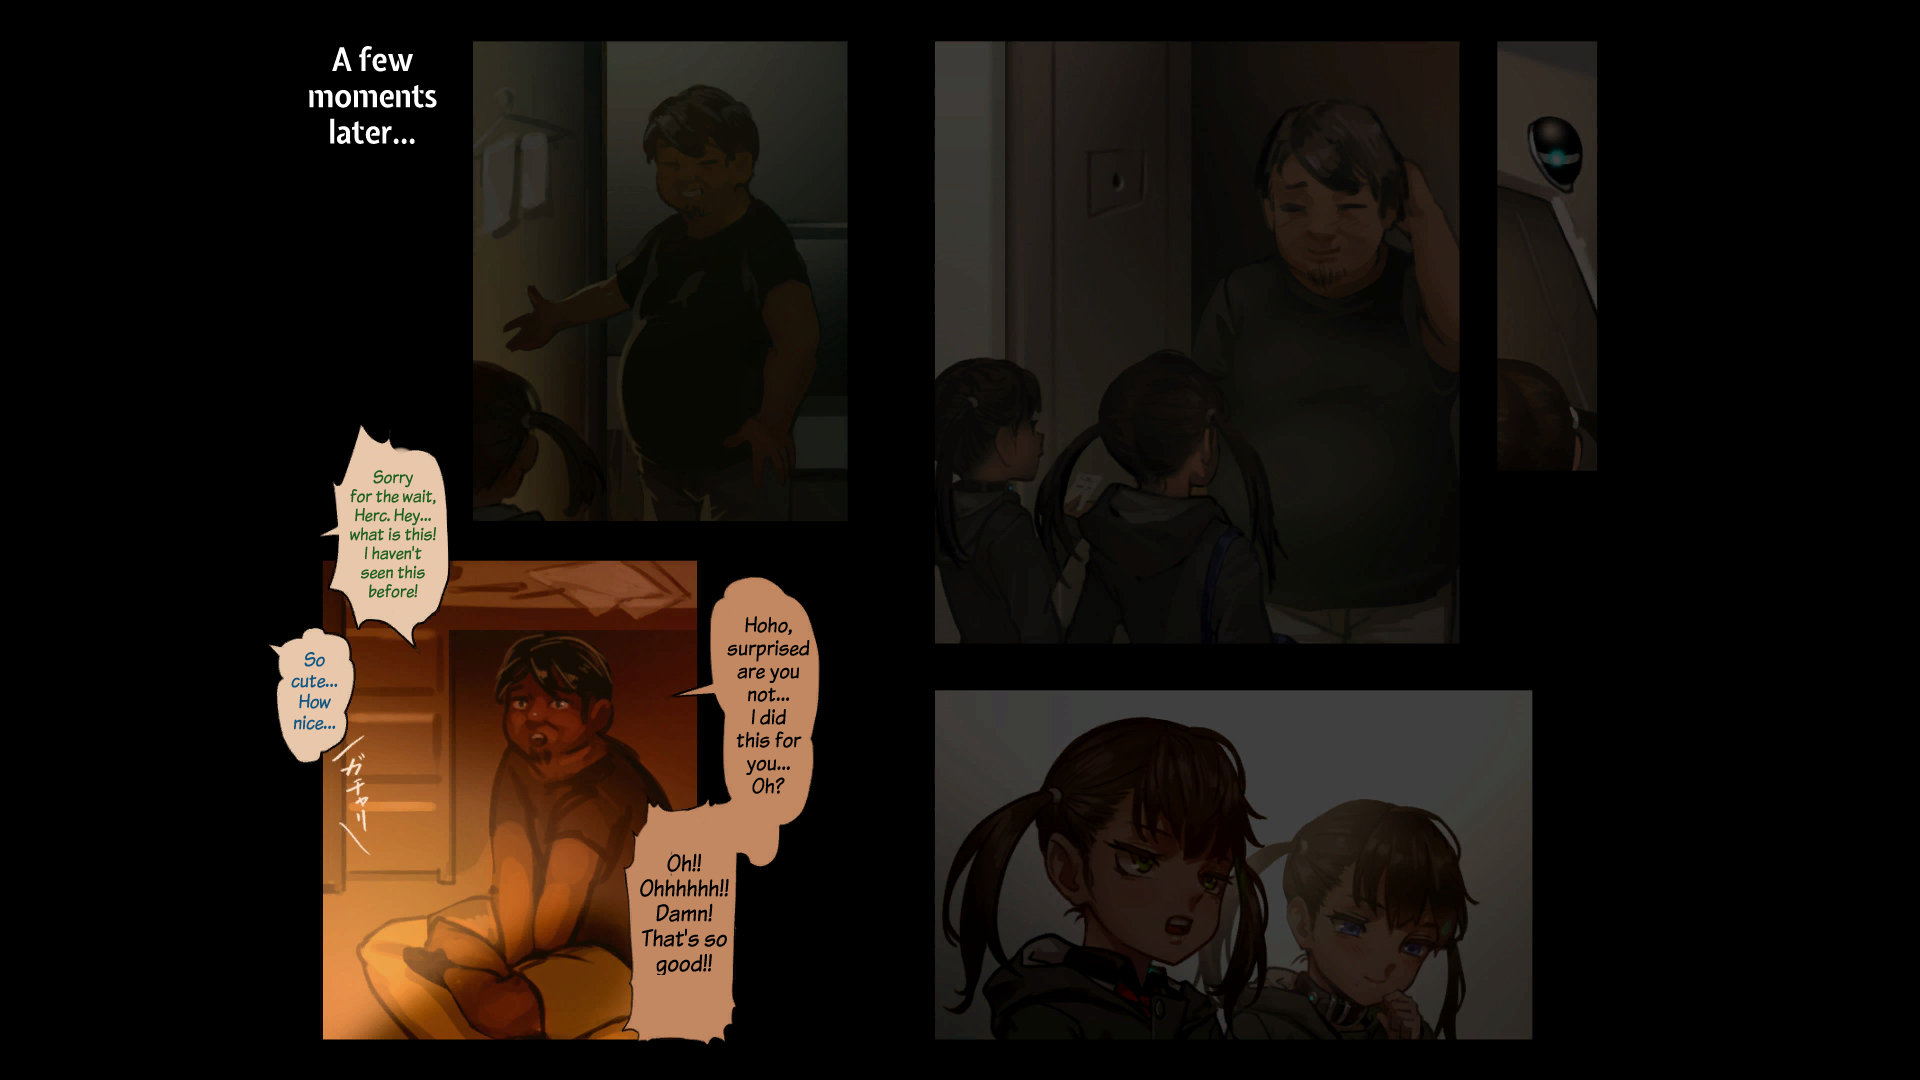 A few
moments
later...
Sorry
for the wait,
Herc. Hey...
what is this!
I haven't
seen this
before!
So
cute...
How
nice...
ガチャリ
Hoho,
surprised
are you
not...
I did
this for
you...
Oh?
Oh!!
Ohhhhhh!!
Damn!
That's so
good!!